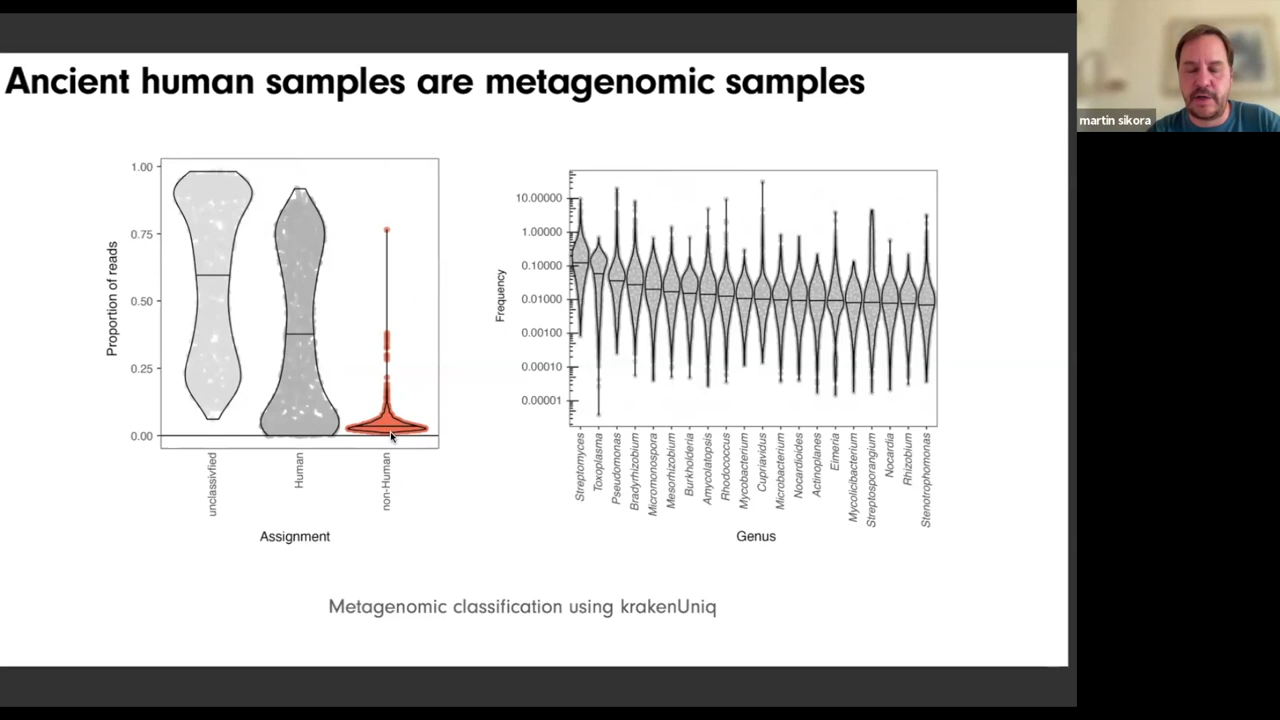 Ancient human samples are metagenomic samples
martin sikora
1.00
0.75
0.50
0.25
0.00
Proportion of reads
unclassivfied
Human
non-Human
Assignment
10.00000
1.00000
0.10000
0.01000
0.00100
0.00010
0.00001
Frequency
Streptomyces
Toxoplasma
Pseudomonas
Bradyrhizobium
Micromonospora
Mesorhizobium
Burkholderia
Amycolatopsis
Rhodococcus
Mycobacterium
Cupriavidus
Microbacterium
Nocardioides
Actinoplanes
Eimeria
Mycolicibacterium
Streptosporangium
Nocardia
Rhizobium
Stenotrophomonas
Genus
Metagenomic classification using krakenUniq